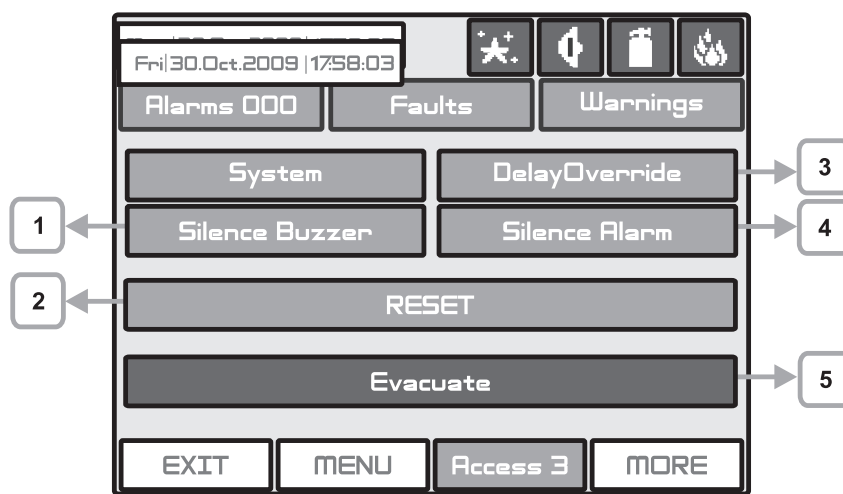 Fri|30.Oct.2009 |17:58:03
Alarms 000 Faults Warnings
System DelayOverride 3
1 Silence Buzzer Silence Alarm 4
2 RESET
Evacuate 5
EXIT MENU Access 3 MORE